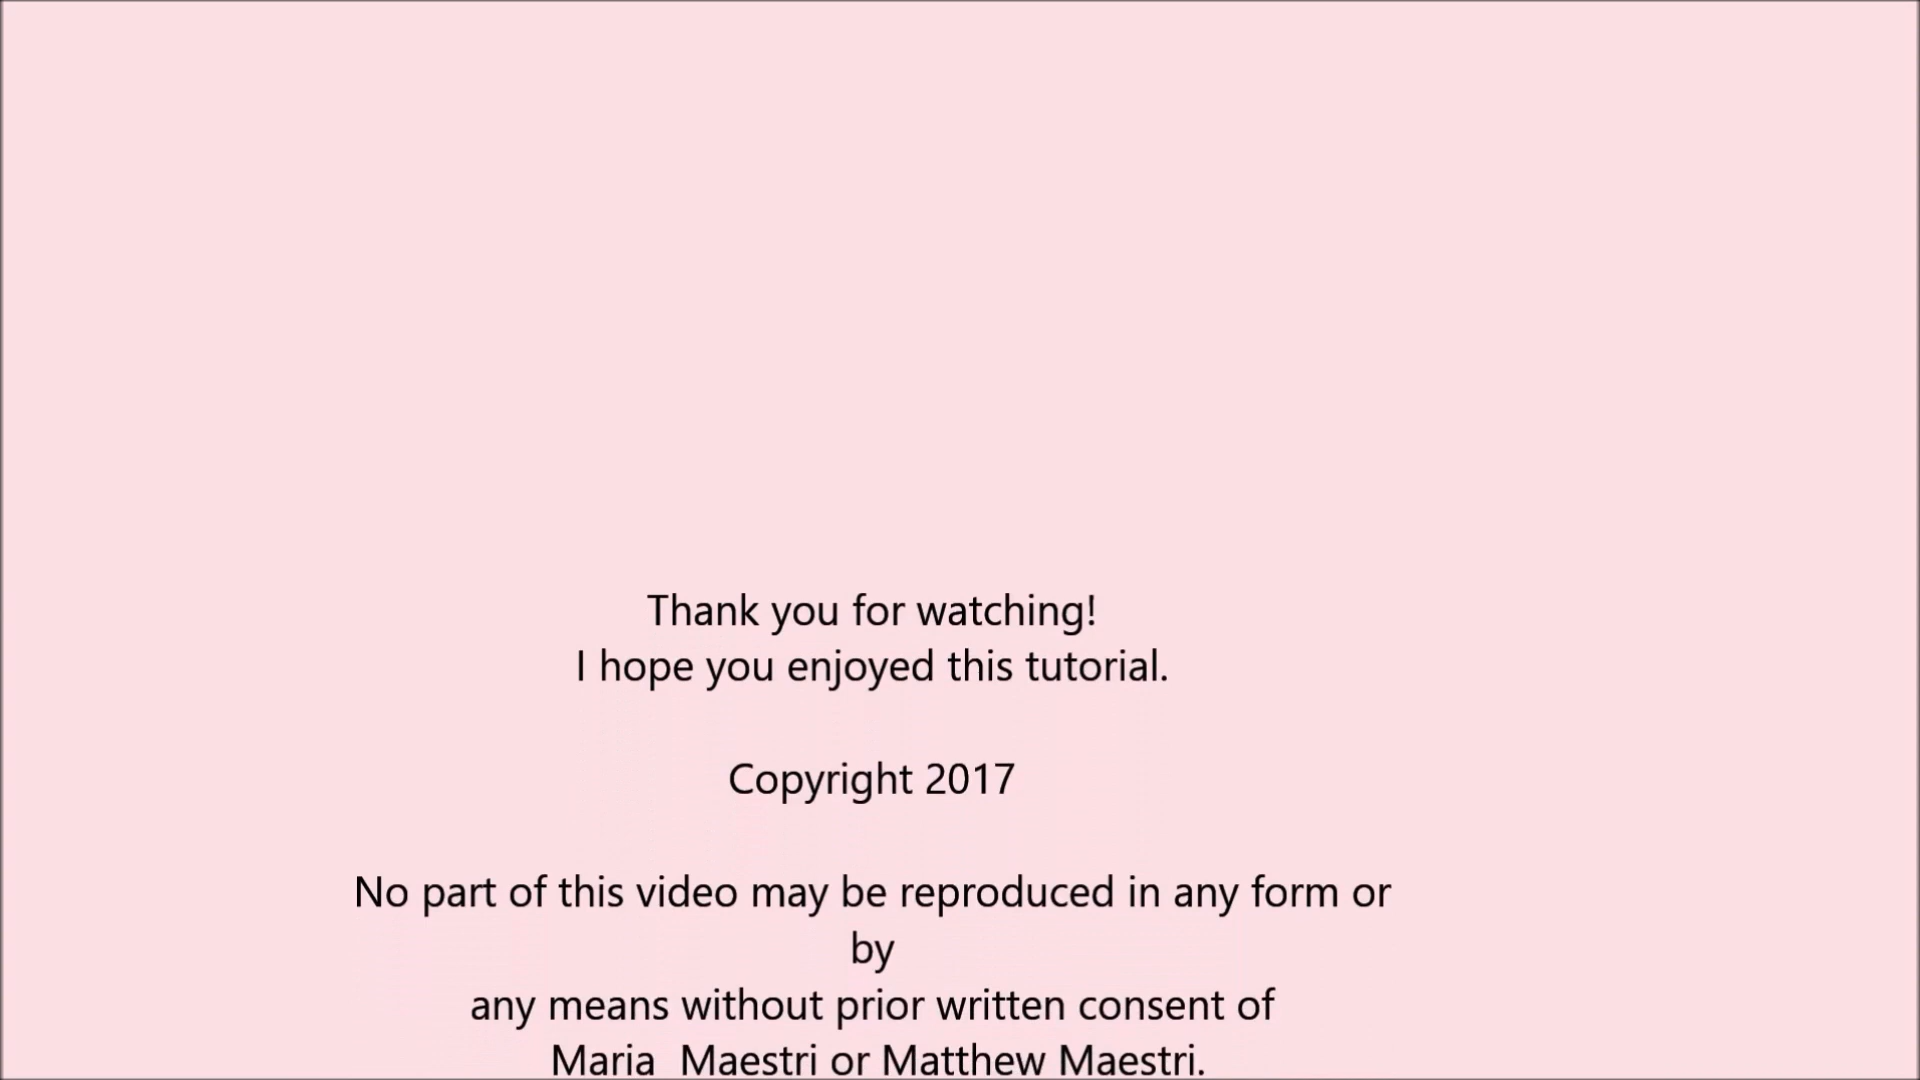 Thank you for watching!
I hope you enjoyed this tutorial.
Copyright 2017
No part of this video may be reproduced in any form or
by
any means without prior written consent of
Maria  Maestri or Matthew Maestri.